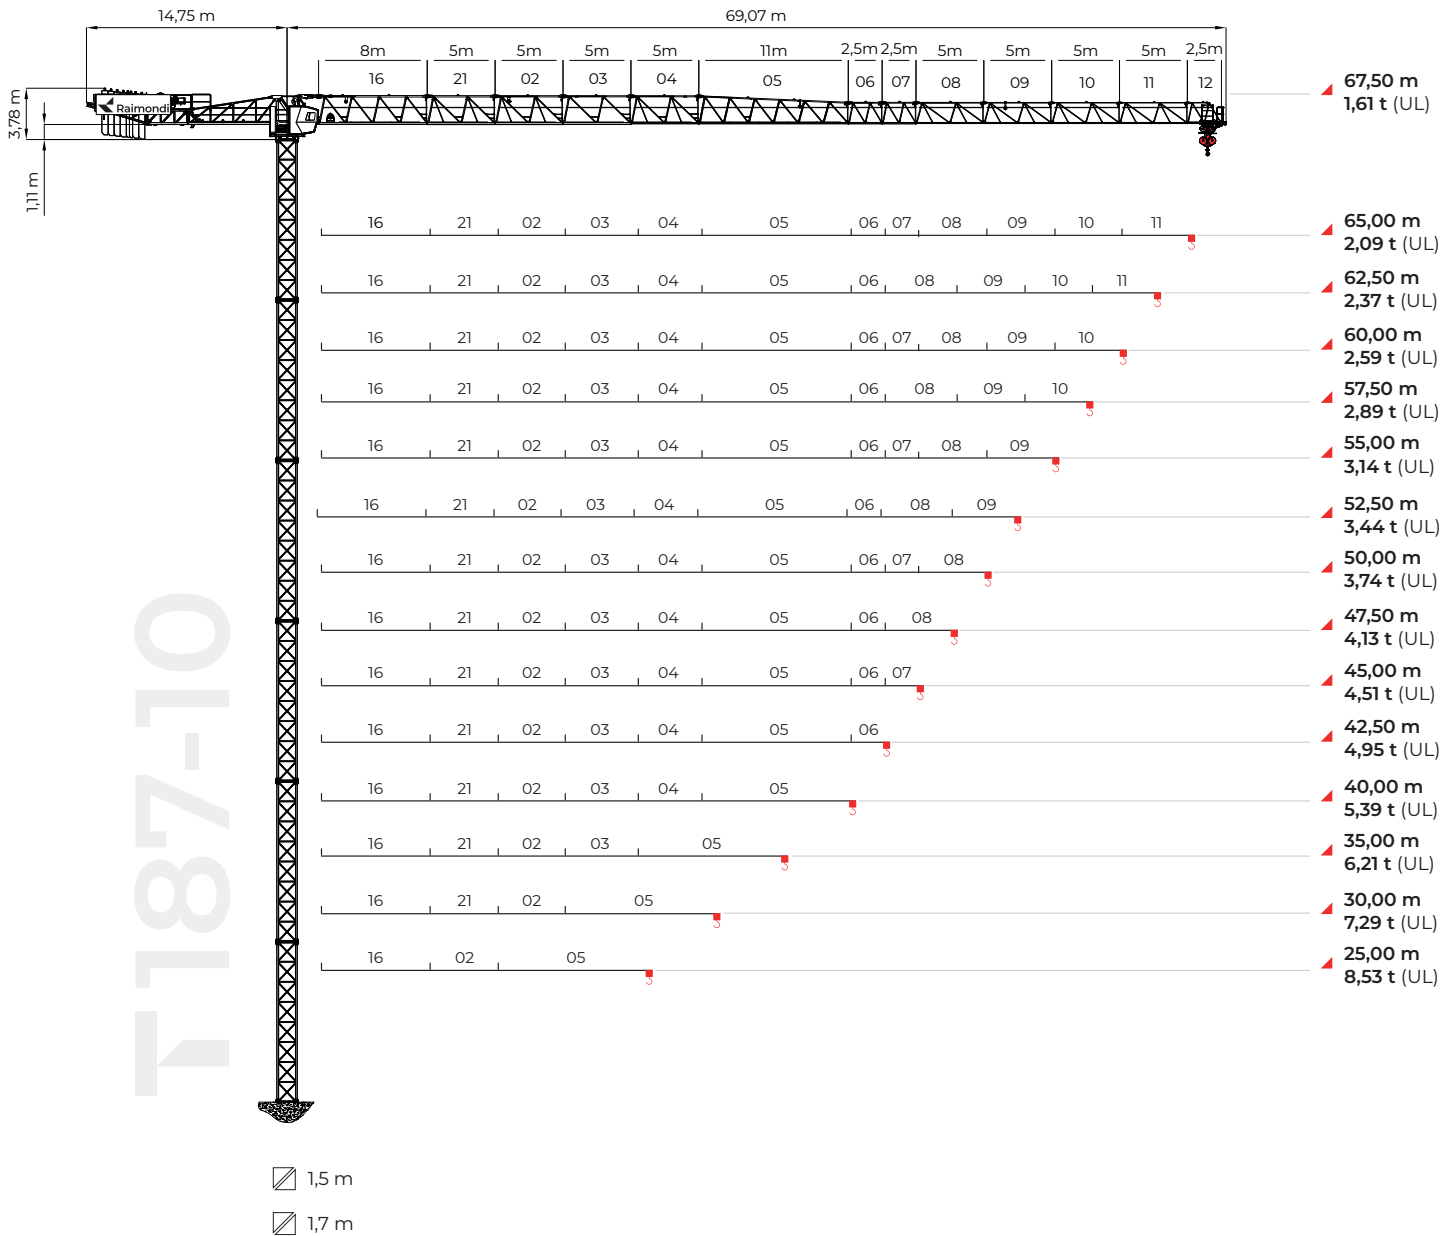 14,75 m 69,07 m
8m 5m 5m 5m 5m 11m 2,5m 2,5m 5m 5m 5m 5m 2,5m
16 21 02 03 04 05 06 07 08 09 10 11 12
67,50 m
1,61 t (UL)
Raimondi
3,78 m
1,11 m
16 21 02 03 04 05 06 07 08 09 10 11
65,00 m
2,09 t (UL)
16 21 02 03 04 05 06 08 09 10 11
62,50 m
2,37 t (UL)
16 21 02 03 04 05 06 07 08 09 10
60,00 m
2,59 t (UL)
16 21 02 03 04 05 06 08 09 10
57,50 m
2,89 t (UL)
16 21 02 03 04 05 06 07 08 09
55,00 m
3,14 t (UL)
16 21 02 03 04 05 06 08 09
52,50 m
3,44 t (UL)
16 21 02 03 04 05 06 07 08
50,00 m
3,74 t (UL)
16 21 02 03 04 05 06 08
47,50 m
4,13 t (UL)
16 21 02 03 04 05 06 07
45,00 m
4,51 t (UL)
16 21 02 03 04 05 06
42,50 m
4,95 t (UL)
16 21 02 03 04 05
40,00 m
5,39 t (UL)
16 21 02 03 05
35,00 m
6,21 t (UL)
16 21 02 05
30,00 m
7,29 t (UL)
16 02 05
25,00 m
8,53 t (UL)
T187-10
1,5 m
1,7 m